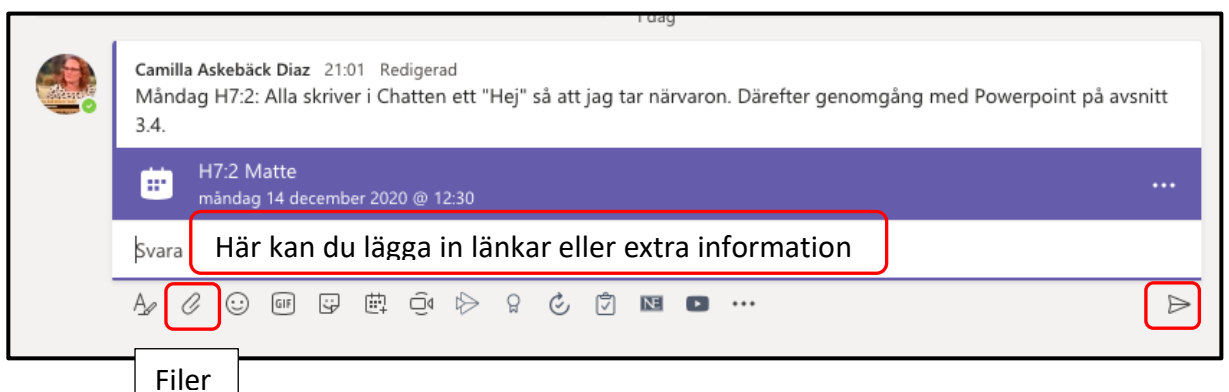 I dag
Camilla Askebäck Diaz 21:01 Redigerad
Måndag H7:2: Alla skriver i Chatten ett "Hej" så att jag tar närvaron. Därefter genomgång med Powerpoint på avsnitt
3.4.
H7:2 Matte
måndag 14 december 2020 @ 12:30
Svara Här kan du lägga in länkar eller extra information
GIF NE
Filer